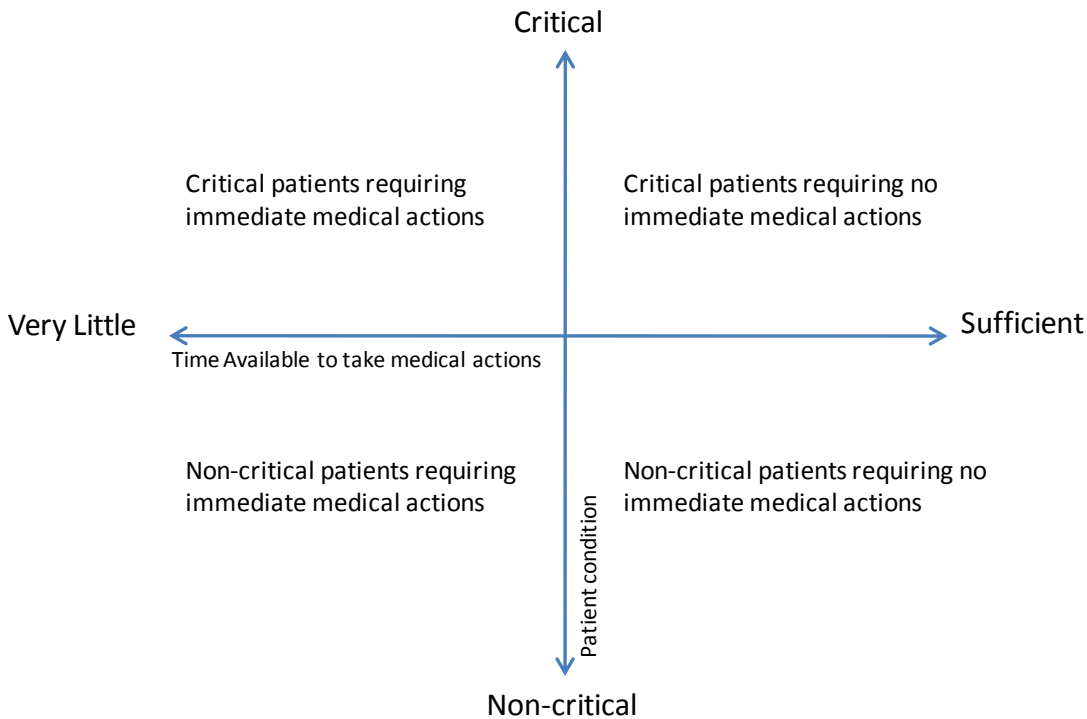 Critical
Critical patients requiring
immediate medical actions
Critical patients requiring no
immediate medical actions
Very Little
Sufficient
Time Available to take medical actions
Non-critical patients requiring
immediate medical actions
Non-critical patients requiring no
immediate medical actions
Patient condition
Non-critical